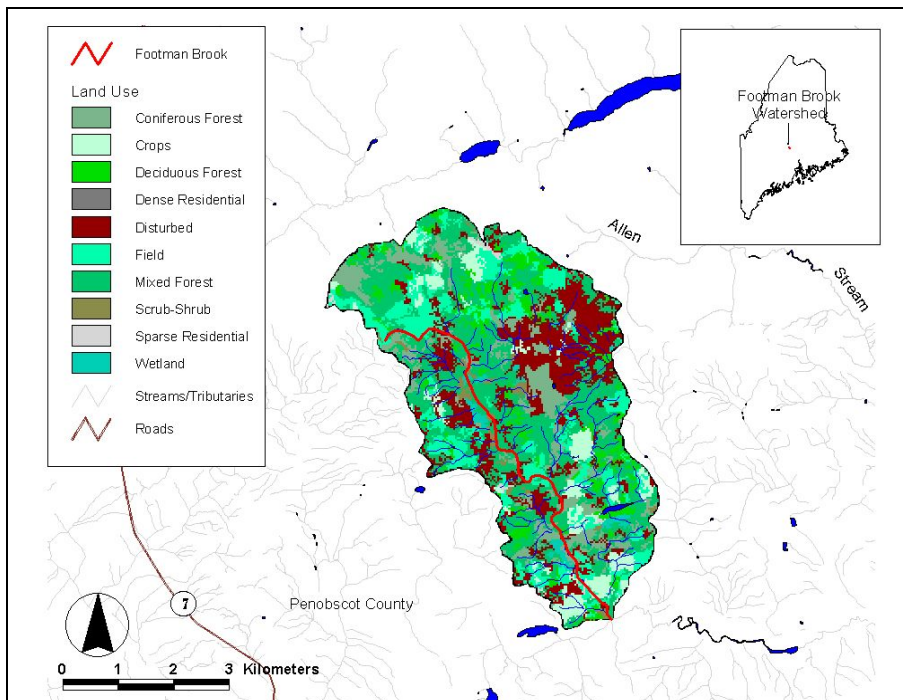 Footman Brook
Land Use
Coniferous Forest
Crops
Deciduous Forest
Dense Residential
Disturbed
Field
Mixed Forest
Scrub-Shrub
Sparse Residential
Wetland
Streams/Tributaries
Roads
Footman Brook
Watershed
Allen
Stream
7
Penobscot County
0 1 2 3 Kilometers